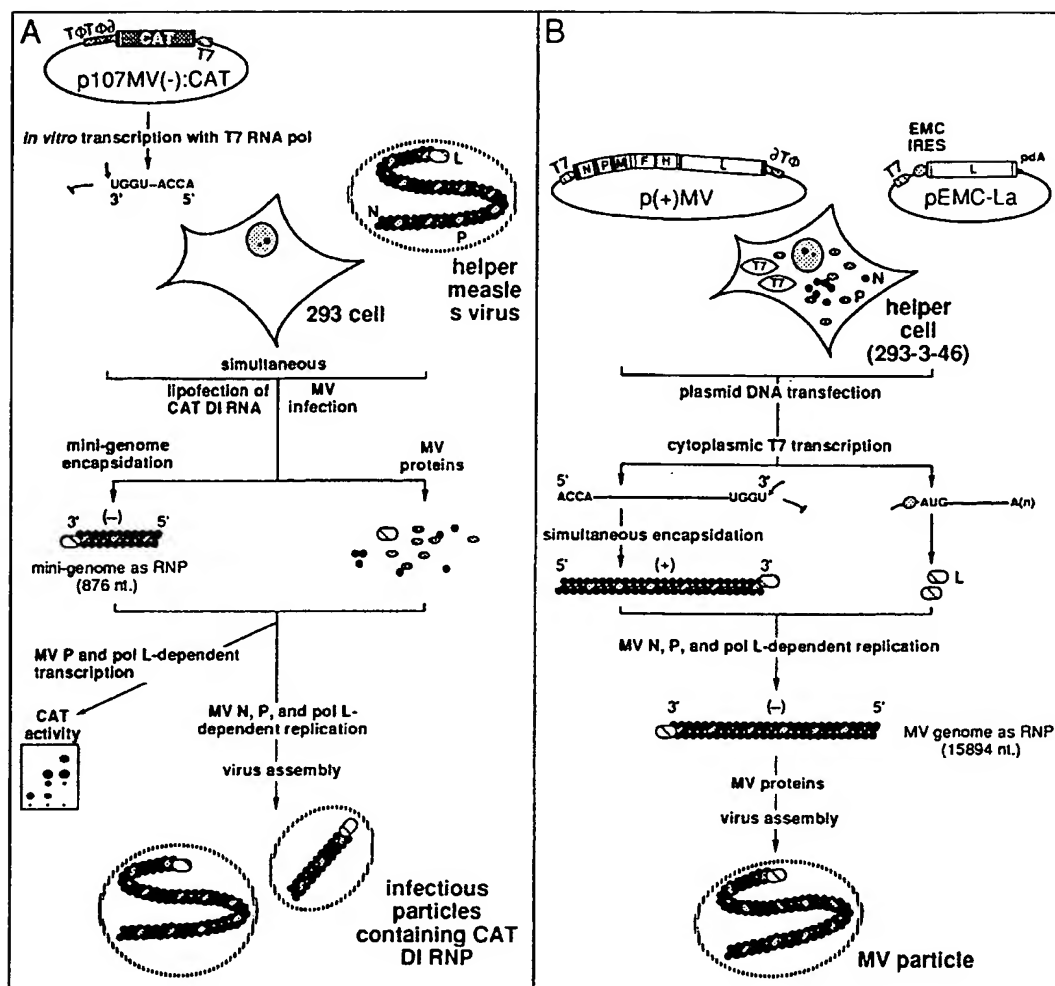 A
TΦTΦ∂
CAT
T7
p107MV(-):CAT
in vitro transcription with T7 RNA pol
UGGU–ACCA
3' 5'
L
N
P
helper
measle
s virus
293 cell
simultaneous
lipofection of
CAT DI RNA
MV
infection
mini-genome
encapsidation
MV
proteins
3' (–) 5'
mini-genome as RNP
(876 nt.)
MV P and pol L-dependent
transcription
CAT
activity
MV N, P, and pol L-
dependent replication
virus assembly
infectious
particles
containing CAT
DI RNP
B
T7
N P M F H L
∂TΦ
p(+)MV
EMC
IRES
T7
L
pdA
pEMC-La
T7
T7
N
P
helper
cell
(293-3-46)
plasmid DNA transfection
cytoplasmic T7 transcription
5' 3'
ACCA UGGU
AUG A(n)
simultaneous encapsidation
5' (+) 3'
L
MV N, P, and pol L-dependent replication
3' (–) 5'
MV genome as RNP
(15894 nt.)
MV proteins
virus assembly
MV particle